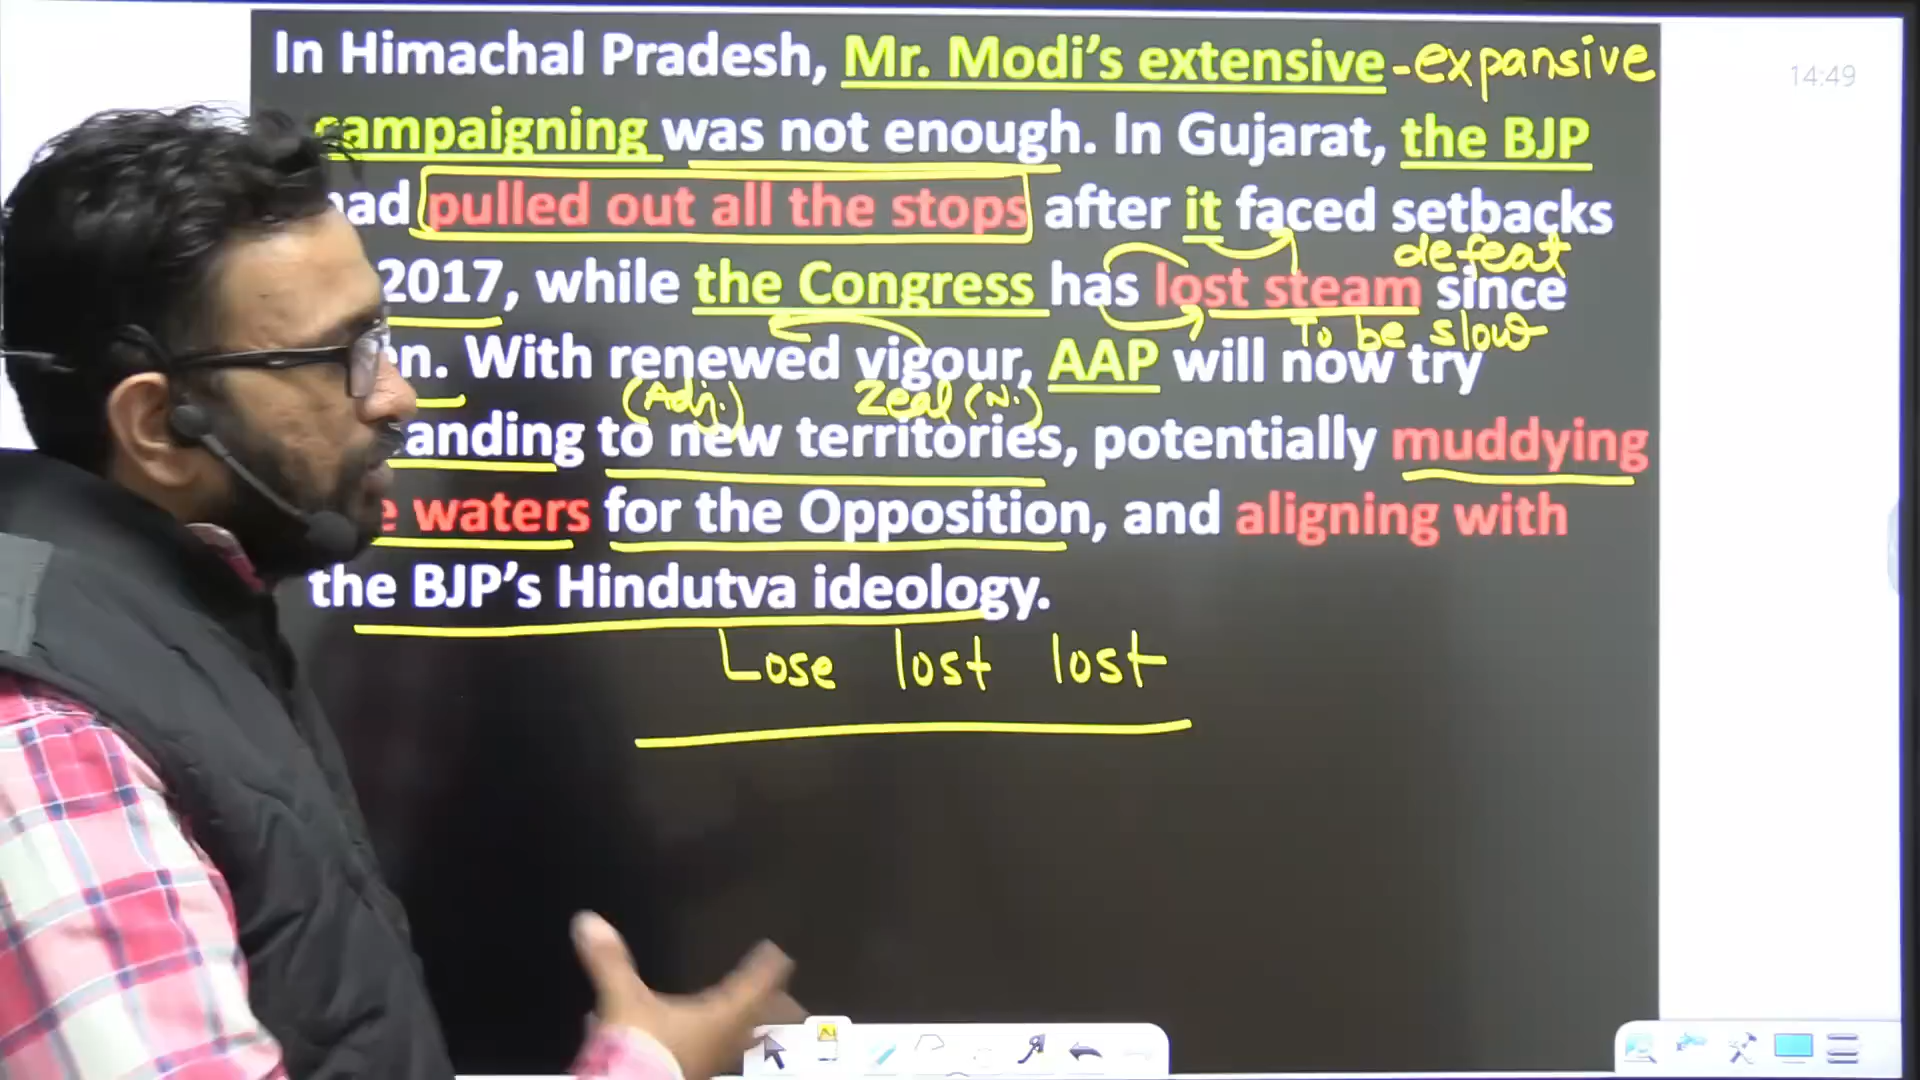 In Himachal Pradesh, Mr. Modi's extensive -expansive
14:49
campaigning was not enough. In Gujarat, the BJP
had pulled out all the stops after it faced setbacks
defeat
2017, while the Congress has lost steam since
To be slow
With renewed vigour, AAP will now try
(Adj.) Zeal (N.)
to new territories, potentially muddying
waters for the Opposition, and aligning with
the BJP's Hindutva ideology.
Lose lost lost